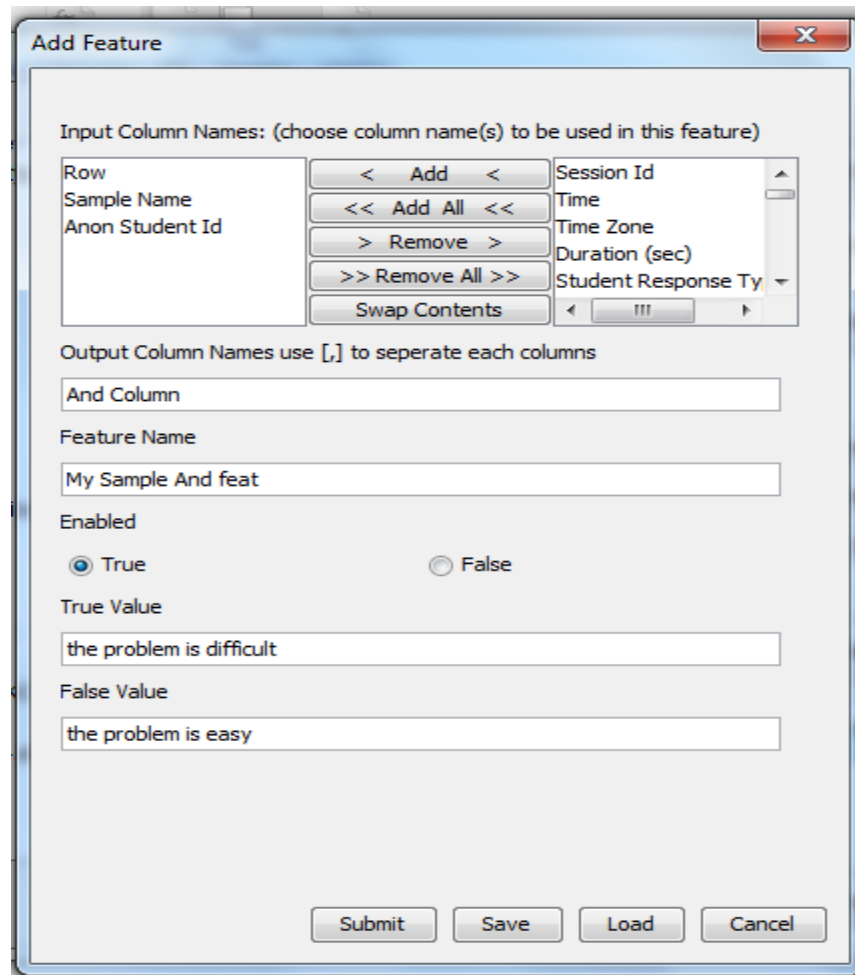 Add Feature
Input Column Names: (choose column name(s) to be used in this feature)
Row
Sample Name
Anon Student Id
< Add <
<< Add All <<
> Remove >
>> Remove All >>
Swap Contents
Session Id
Time
Time Zone
Duration (sec)
Student Response Ty
Output Column Names use [,] to seperate each columns
And Column
Feature Name
My Sample And feat
Enabled
True
False
True Value
the problem is difficult
False Value
the problem is easy
Submit
Save
Load
Cancel